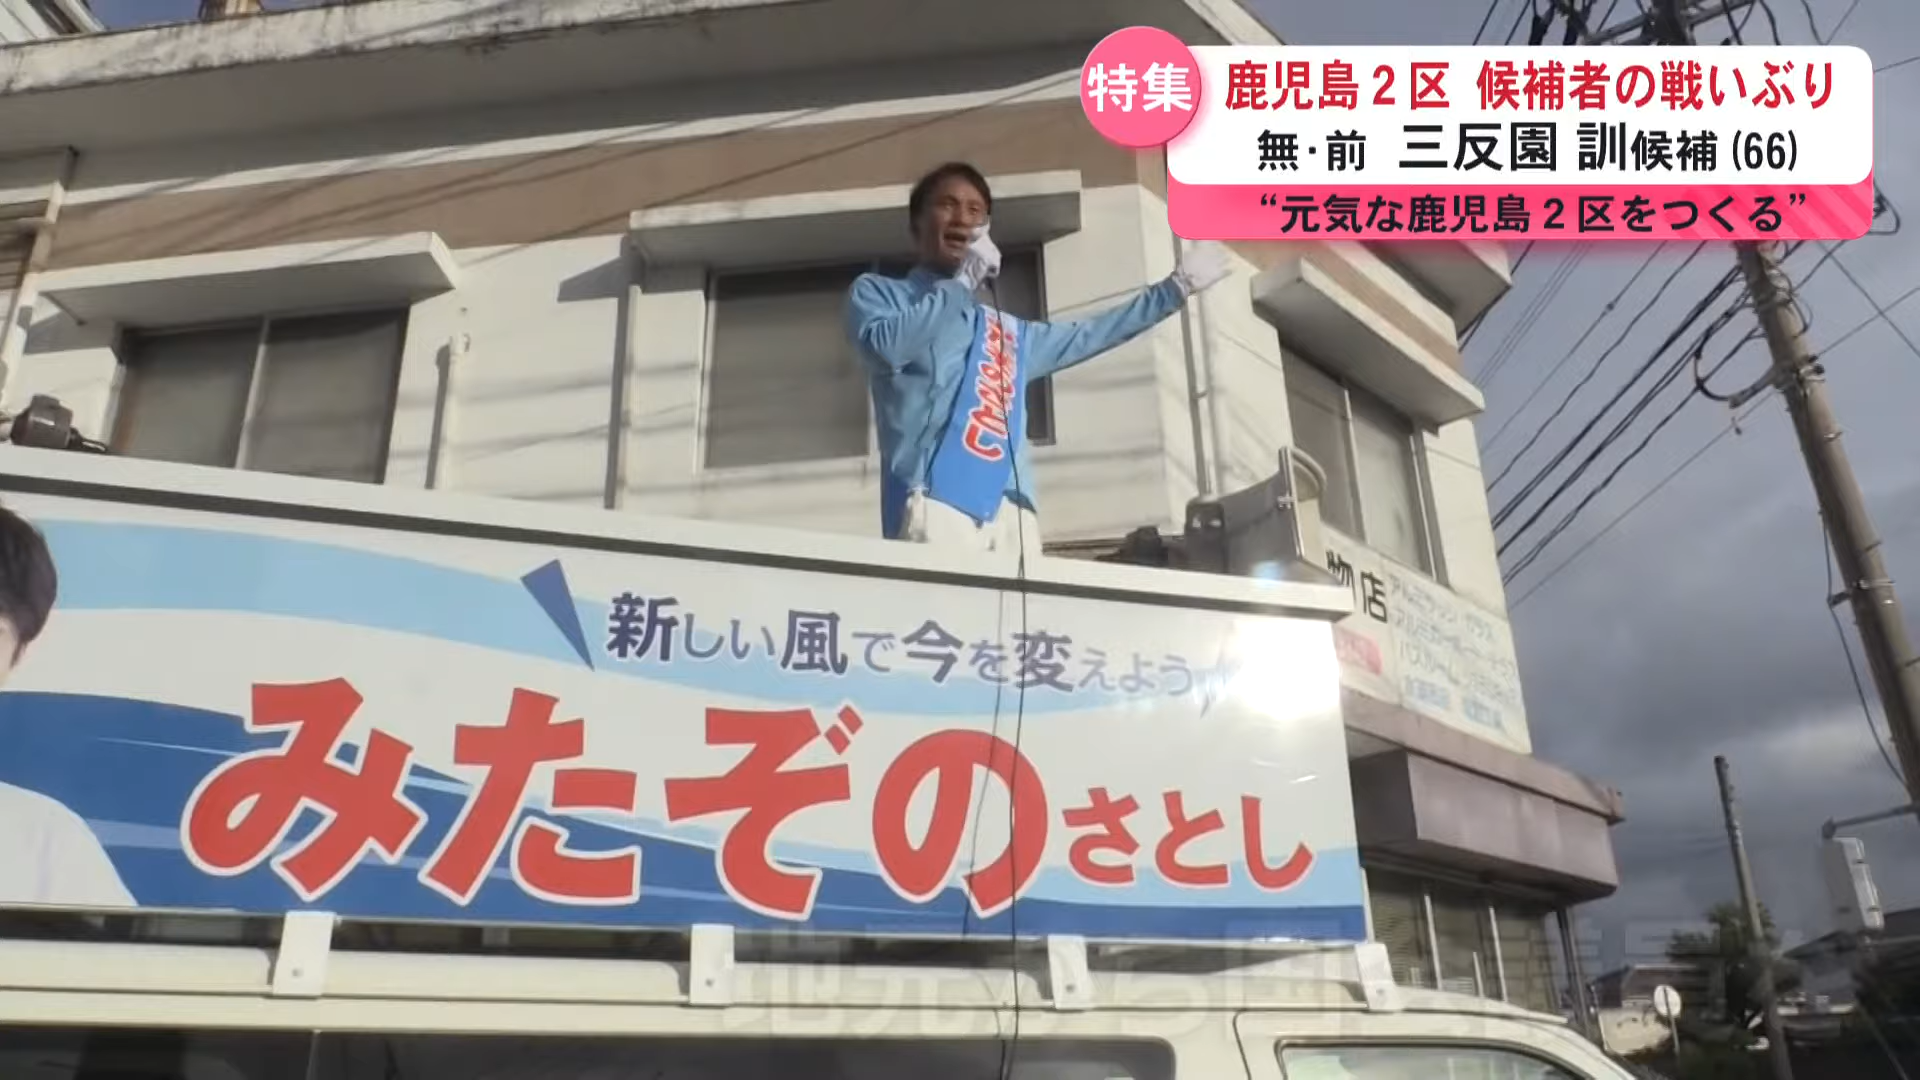 特集
鹿児島2区 候補者の戦いぶり
無・前 三反園 訓候補(66)
“元気な鹿児島2区をつくる”
新しい風で今を変えよう
みたぞのさとし
物店